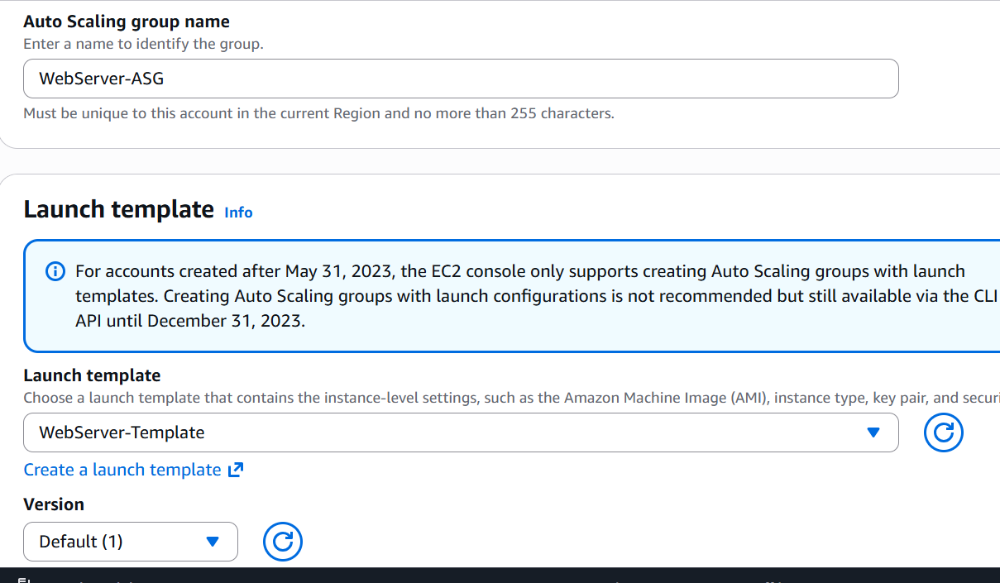 Auto Scaling group name
Enter a name to identify the group.
WebServer-ASG
Must be unique to this account in the current Region and no more than 255 characters.
Launch template Info
For accounts created after May 31, 2023, the EC2 console only supports creating Auto Scaling groups with launch
templates. Creating Auto Scaling groups with launch configurations is not recommended but still available via the CLI
API until December 31, 2023.
Launch template
Choose a launch template that contains the instance-level settings, such as the Amazon Machine Image (AMI), instance type, key pair, and securi
WebServer-Template
Create a launch template
Version
Default (1)